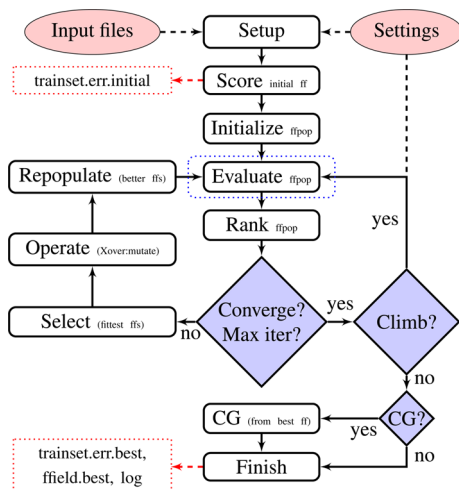 Input files
Setup
Settings
trainset.err.initial
Score initial ff
Initialize ffpop
Repopulate (better ffs)
Evaluate ffpop
yes
Operate (Xover:mutate)
Rank ffpop
Select (fittest ffs)
no
Converge?
Max iter?
yes
Climb?
no
CG (from best ff)
yes
CG?
no
trainset.err.best,
ffield.best, log
Finish